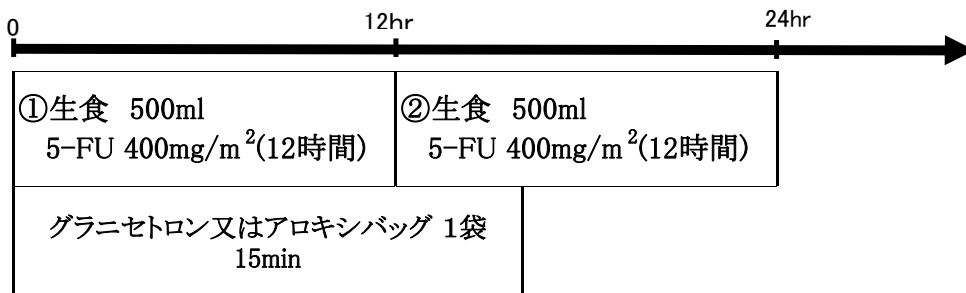 0
12hr
24hr
①生食 500ml
5-FU 400mg/m²(12時間)
②生食 500ml
5-FU 400mg/m²(12時間)
グラニセトロン又はアロキシバッグ 1袋
15min